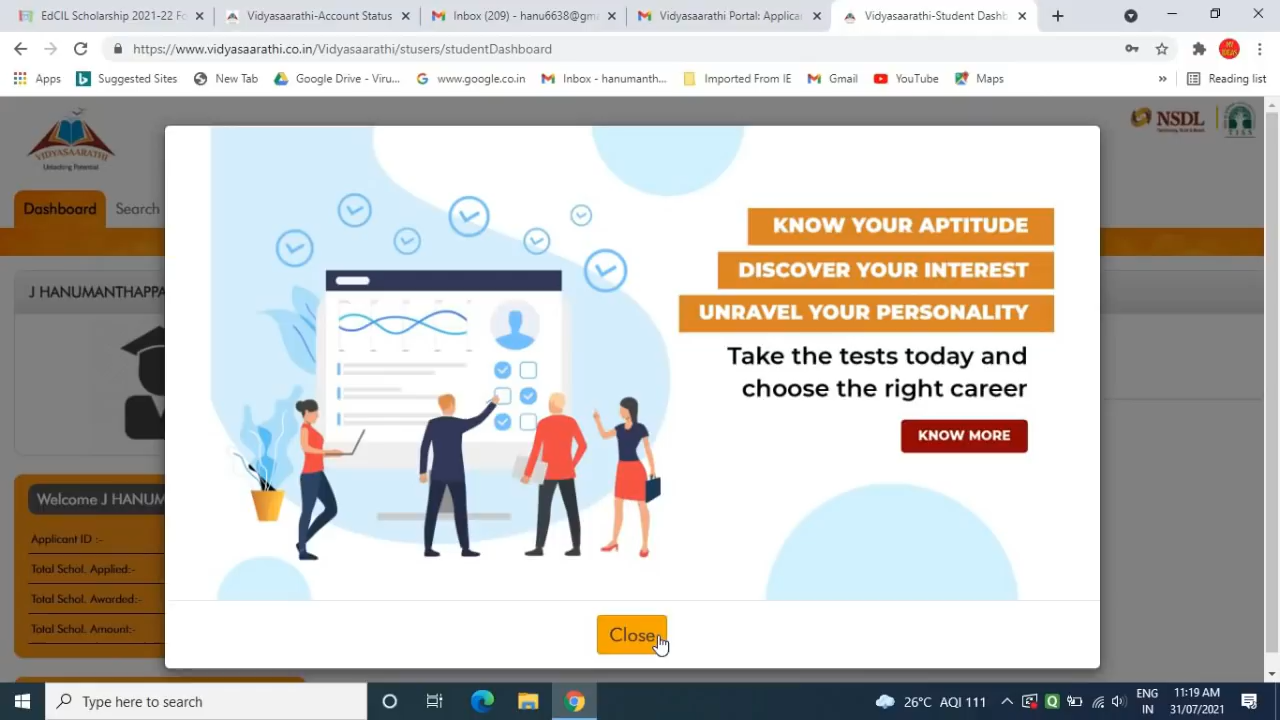 EdCIL Scholarship 2021-22 Fo
Vidyasaarathi-Account Status
Inbox (209) - hanu6638@gm
Vidyasaarathi Portal: Applican
Vidyasaarathi-Student Dashb
https://www.vidyasaarathi.co.in/Vidyasaarathi/stusers/studentDashboard
Apps
Suggested Sites
New Tab
Google Drive - Viru...
www.google.co.in
Inbox - hanumanth...
Imported From IE
Gmail
YouTube
Maps
»
Reading list
VIDYASAARATHI
Unlocking Potential
NSDL
Dashboard
Search
J HANUMANTHAPPA
KNOW YOUR APTITUDE
DISCOVER YOUR INTEREST
UNRAVEL YOUR PERSONALITY
Take the tests today and
choose the right career
KNOW MORE
Welcome J HANUM
Applicant ID :-
Total Schol. Applied:-
Total Schol. Awarded:-
Total Schol. Amount:-
Close
Type here to search
26°C AQI 111
ENG
IN
11:19 AM
31/07/2021